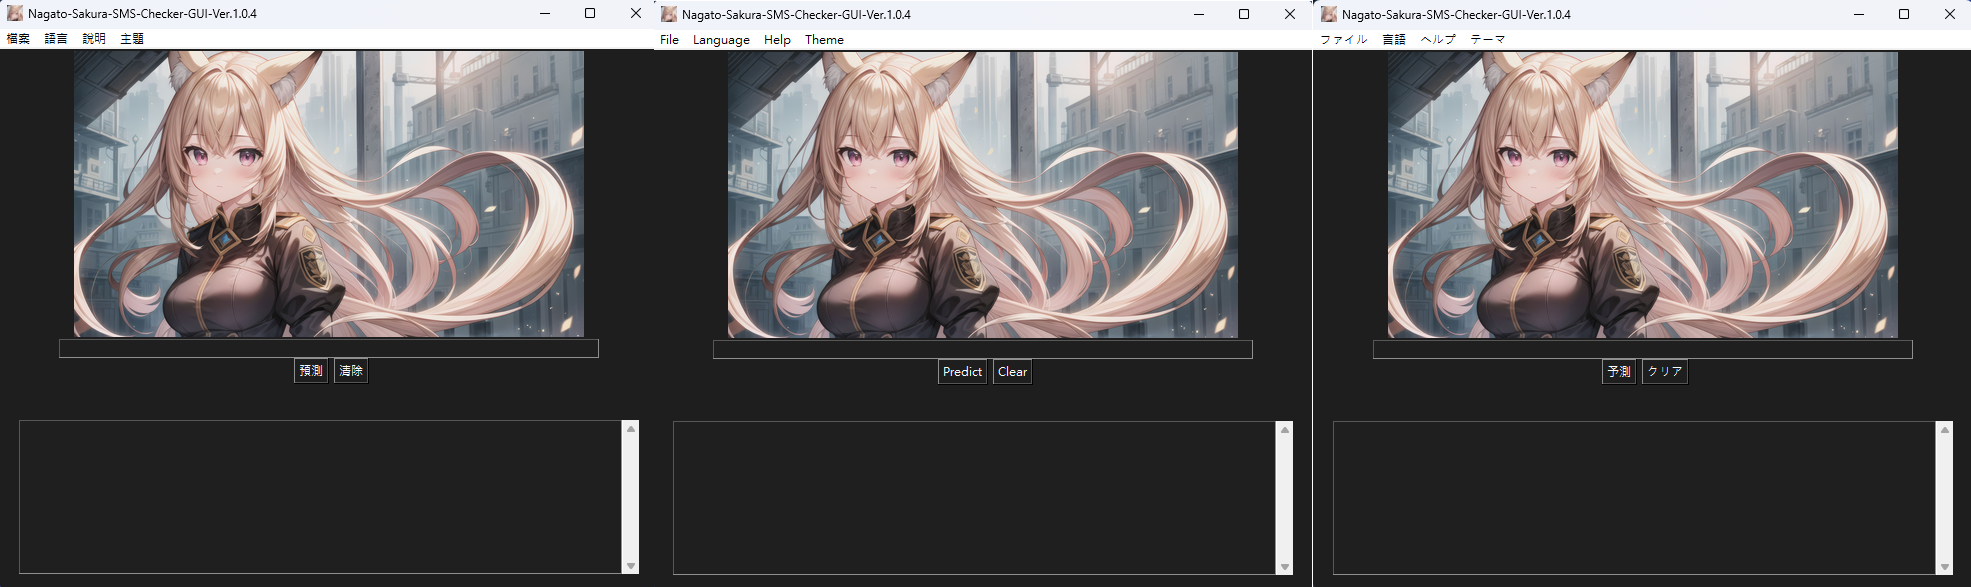 Nagato-Sakura-SMS-Checker-GUI-Ver.1.0.4
檔案 語言 說明 主題
預測 清除
Nagato-Sakura-SMS-Checker-GUI-Ver.1.0.4
File Language Help Theme
Predict Clear
Nagato-Sakura-SMS-Checker-GUI-Ver.1.0.4
ファイル 言語 ヘルプ テーマ
予測 クリア